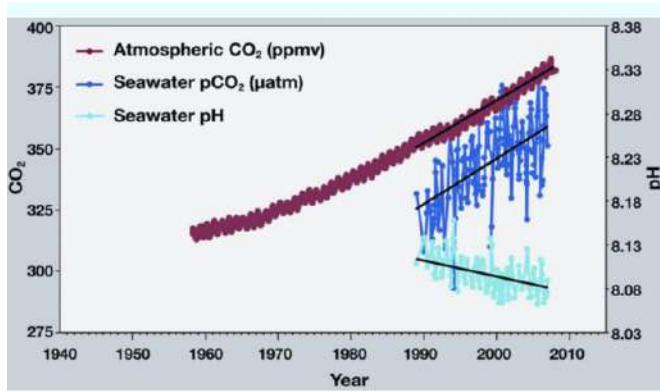 400
375
350
325
300
275
CO₂
Atmospheric CO₂ (ppmv)
Seawater pCO₂ (µatm)
Seawater pH
8.38
8.33
8.28
8.23
8.18
8.13
8.08
8.03
pH
1940 1950 1960 1970 1980 1990 2000 2010
Year